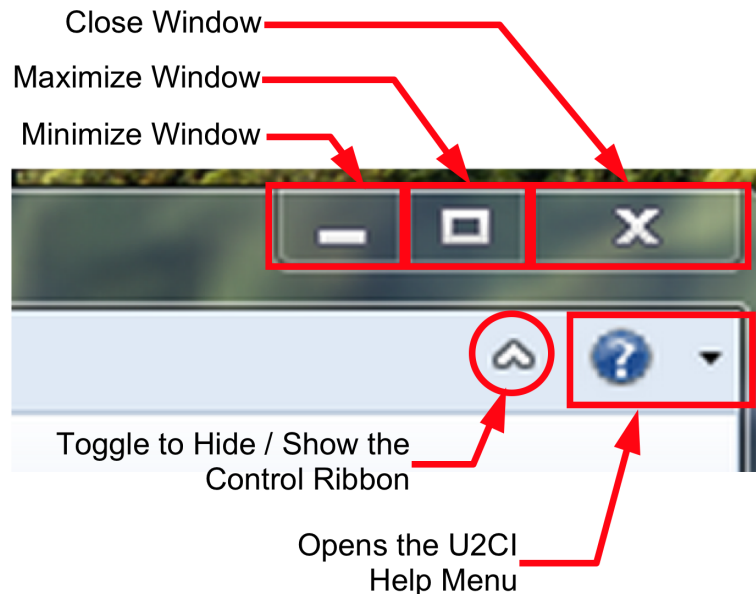 Close Window
Maximize Window
Minimize Window
?
Toggle to Hide / Show the
Control Ribbon
Opens the U2CI
Help Menu